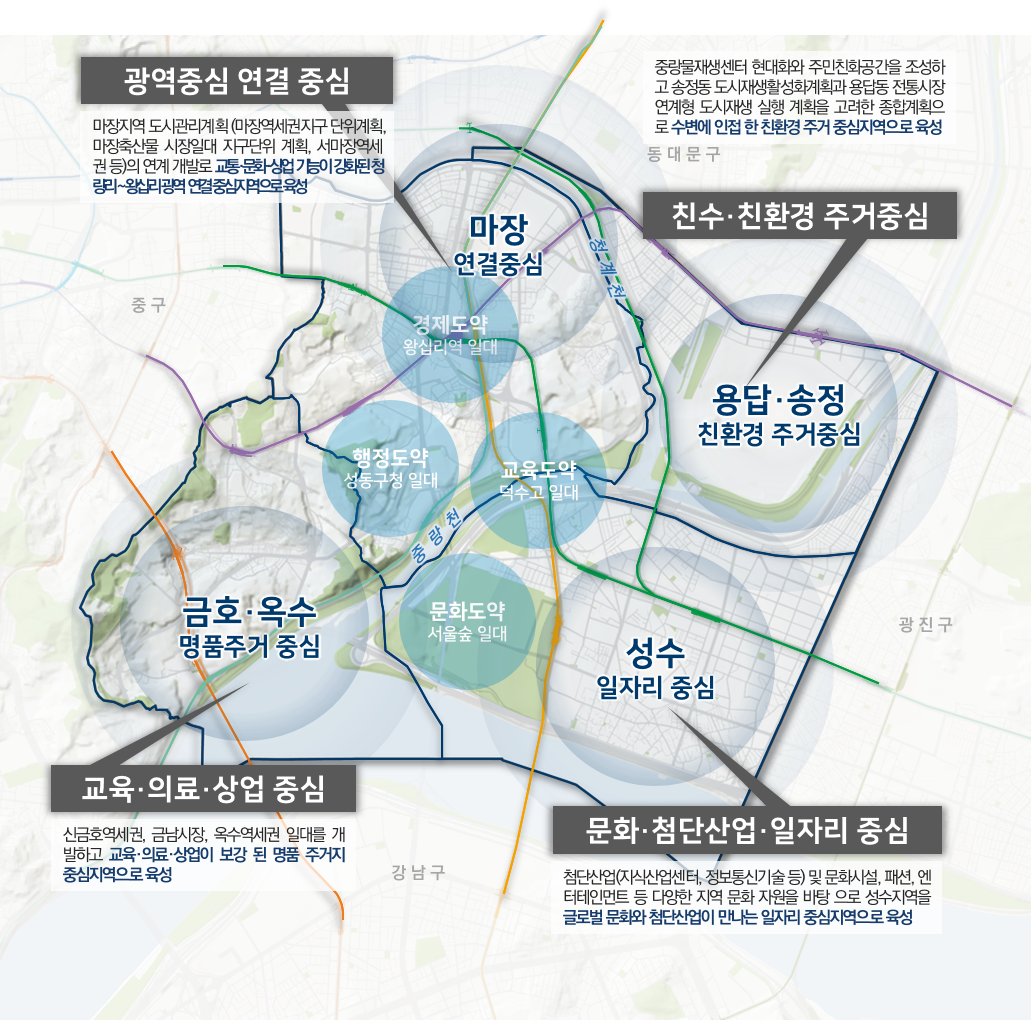 광역중심 연결 중심
마장지역 도시관리계획 (마장역세권지구 단위계획,
마장축산물 시장일대 지구단위 계획, 서마장역세
권 등)의 연계 개발로 교통·문화·상업 기능이 강화된 청
량리~왕십리 광역 연결 중심지역으로 육성
중랑물재생센터 현대화와 주민친화공간을 조성하
고 송정동 도시재생활성화계획과 용답동 전통시장
연계형 도시재생 실행 계획을 고려한 종합계획으
로 수변에 인접 한 친환경 주거 중심지역으로 육성
동대문구
친수·친환경 주거중심
마장
연결중심
청계천
중구
경제도약
왕십리역 일대
용답·송정
친환경 주거중심
행정도약
성동구청 일대
교육도약
덕수고 일대
중랑천
금호·옥수
명품주거 중심
문화도약
서울숲 일대
성수
일자리 중심
광진구
교육·의료·상업 중심
신금호역세권, 금남시장, 옥수역세권 일대를 개
발하고 교육·의료·상업이 보강 된 명품 주거지
중심지역으로 육성
강남구
문화·첨단산업·일자리 중심
첨단산업(지식산업센터, 정보통신기술 등) 및 문화시설, 패션, 엔
터테인먼트 등 다양한 지역 문화 자원을 바탕 으로 성수지역을
글로벌 문화와 첨단산업이 만나는 일자리 중심지역으로 육성